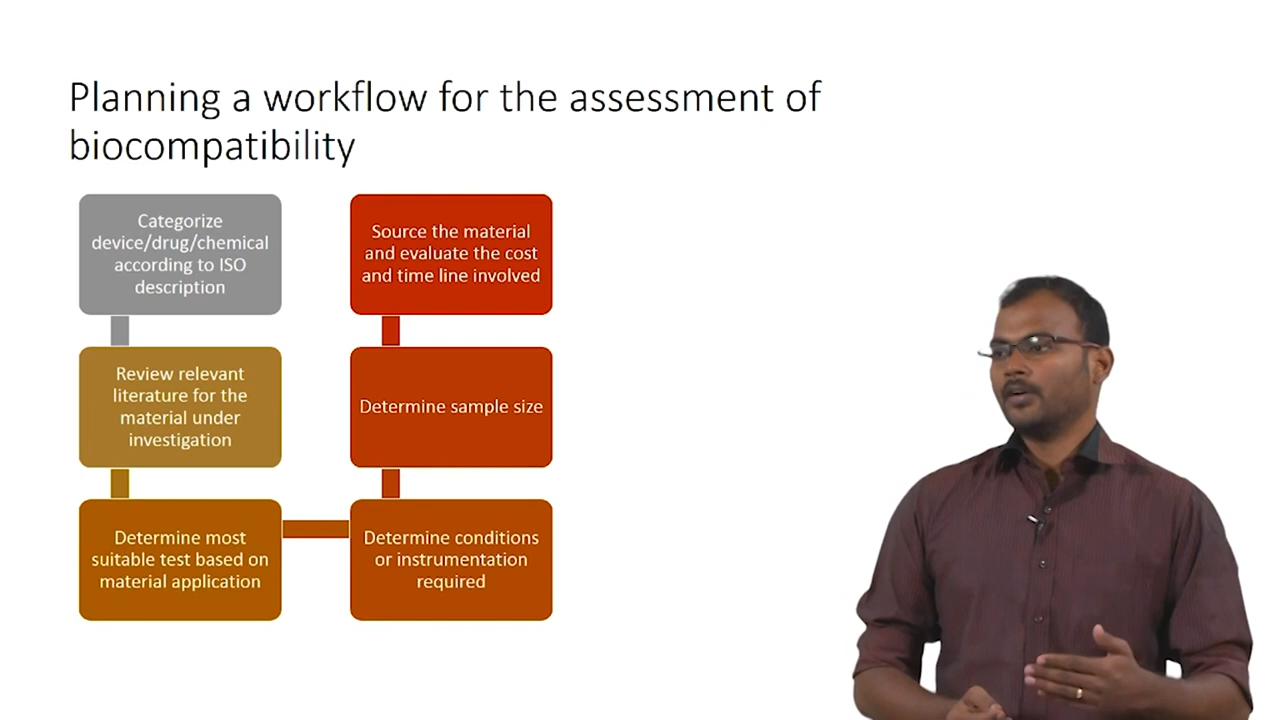 Planning a workflow for the assessment of
biocompatibility
Categorize
device/drug/chemical
according to ISO
description
Review relevant
literature for the
material under
investigation
Determine most
suitable test based on
material application
Determine conditions
or instrumentation
required
Determine sample size
Source the material
and evaluate the cost
and time line involved